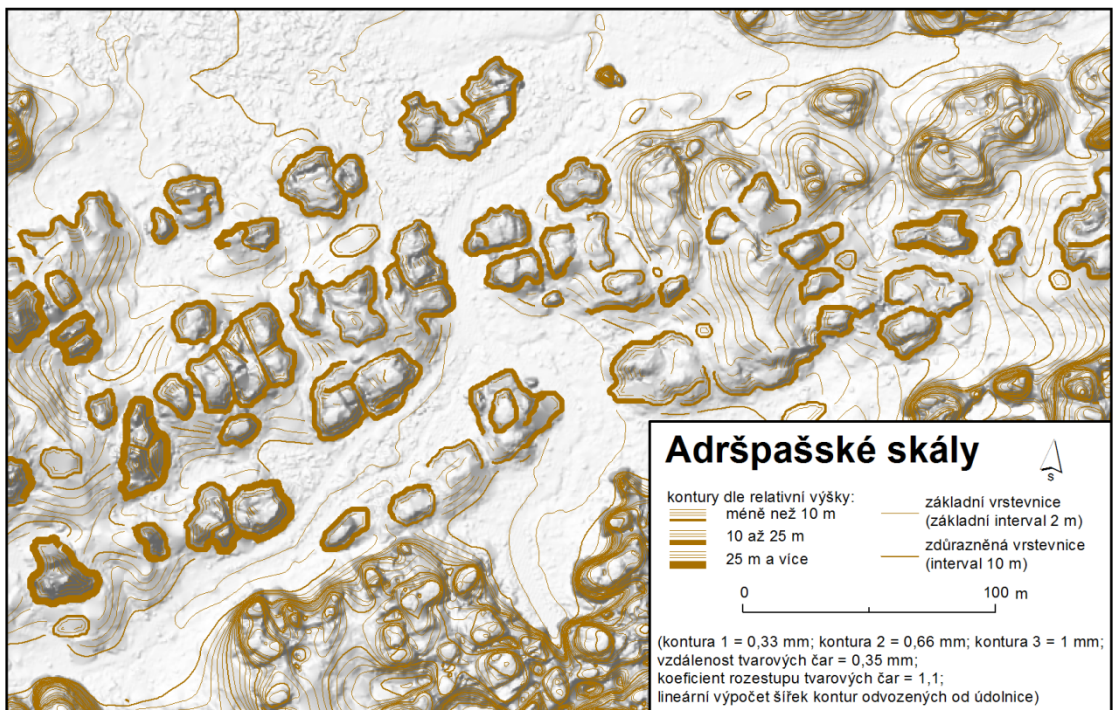 Adršpašské skály
S
kontury dle relativní výšky:
méně než 10 m
10 až 25 m
25 m a více
základní vrstevnice
(základní interval 2 m)
zdůrazněná vrstevnice
(interval 10 m)
0 100 m
(kontura 1 = 0,33 mm; kontura 2 = 0,66 mm; kontura 3 = 1 mm;
vzdálenost tvarových čar = 0,35 mm;
koeficient rozestupu tvarových čar = 1,1;
lineární výpočet šířek kontur odvozených od údolnice)